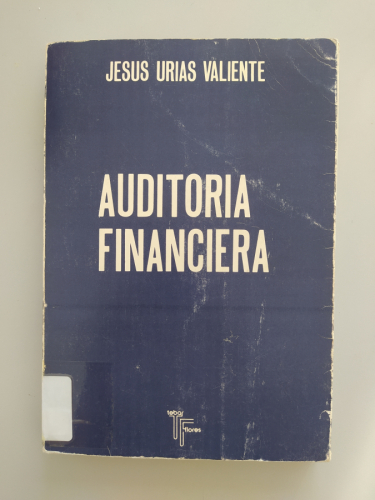 JESUS URIAS VALIENTE
AUDITORIA
FINANCIERA
tebar
flores